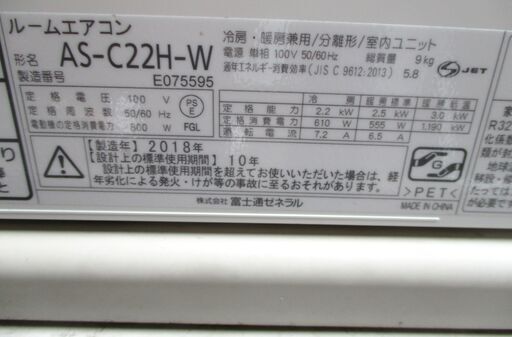 ルームエアコン
形名 AS-C22H-W
製造番号 E075595
冷房・暖房兼用/分離形/室内ユニット
電源 単相 100V 50/60Hz 総質量 9kg
通年エネルギー消費効率(JIS C 9612:2013) 5.8
JET
定格電圧 100 V
定格周波数 50/60 Hz
電動機の定格消費電力 800 W
PS
E
FGL
冷房 暖房標準 暖房低温
定格能力 2.2 kW 2.5 kW 3.0 kW
定格消費電力 610 W 555 W 1,190 kW
運転電流 7.2 A 6.5 A
【製造年】2018年
【設計上の標準使用期間】10年
設計上の標準使用期間を超えてお使いいただいた場合は、経
年劣化による発火・けが等の事故に至るおそれがあります。
株式会社 富士通ゼネラル
>PET<
MADE IN CHINA
R32
化係数
類が封